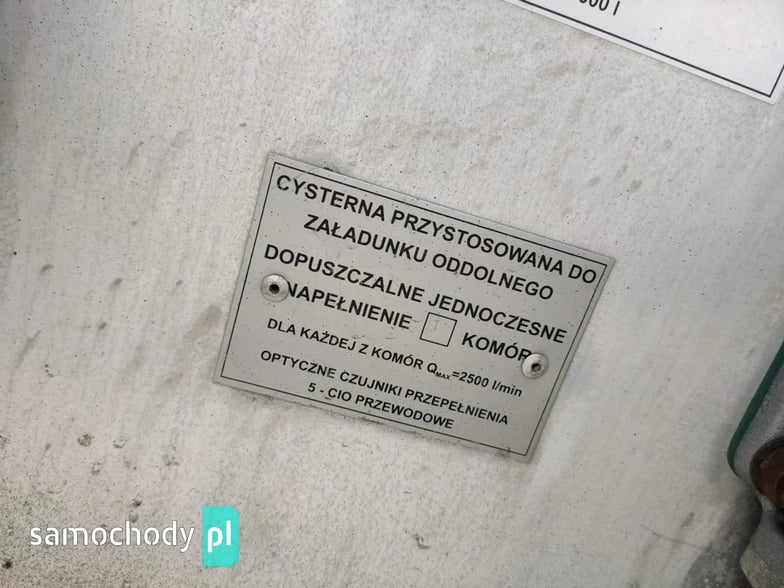 000 l
CYSTERNA PRZYSTOSOWANA DO
ZAŁADUNKU ODDOLNEGO
DOPUSZCZALNE JEDNOCZESNE
NAPEŁNIENIE KOMÓR
DLA KAŻDEJ Z KOMÓR QMAX=2500 l/min
OPTYCZNE CZUJNIKI PRZEPEŁNIENIA
5 - CIO PRZEWODOWE
samochody pl